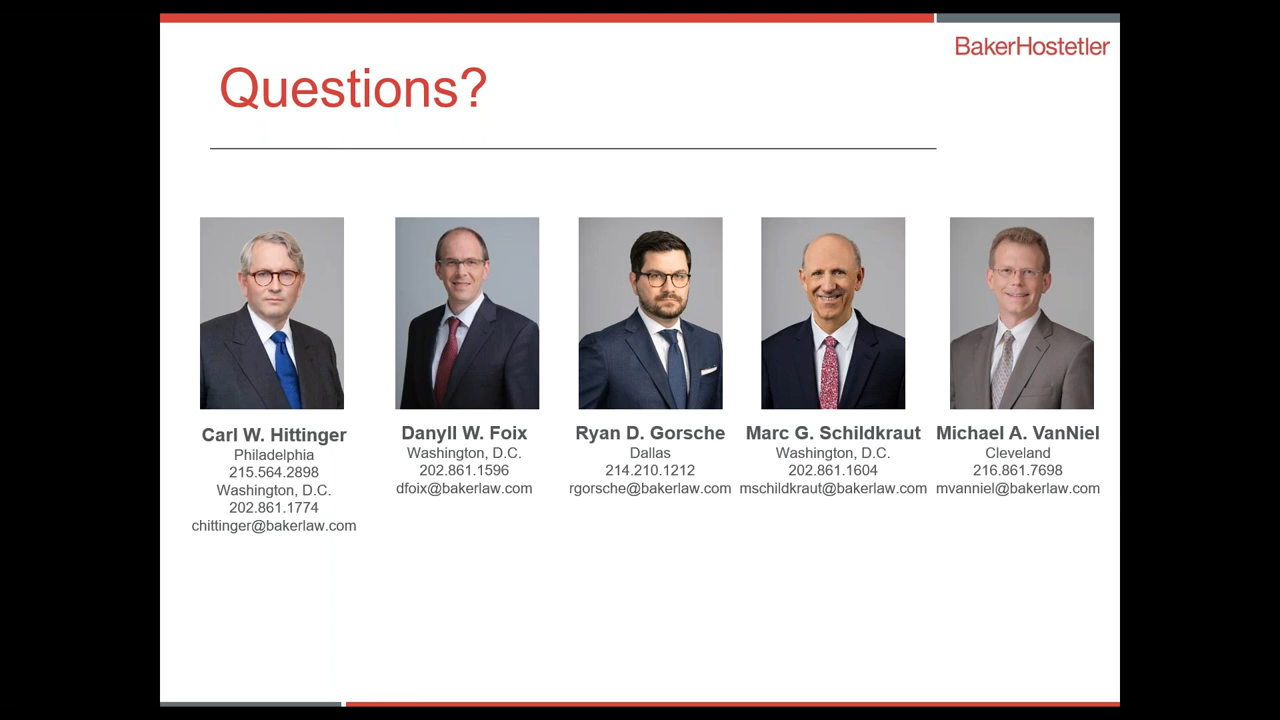 BakerHostetler
Questions?
Carl W. Hittinger
Philadelphia
215.564.2898
Washington, D.C.
202.861.1774
chittinger@bakerlaw.com
Danyll W. Foix
Washington, D.C.
202.861.1596
dfoix@bakerlaw.com
Ryan D. Gorsche
Dallas
214.210.1212
rgorsche@bakerlaw.com
Marc G. Schildkraut
Washington, D.C.
202.861.1604
mschildkraut@bakerlaw.com
Michael A. VanNiel
Cleveland
216.861.7698
mvanniel@bakerlaw.com